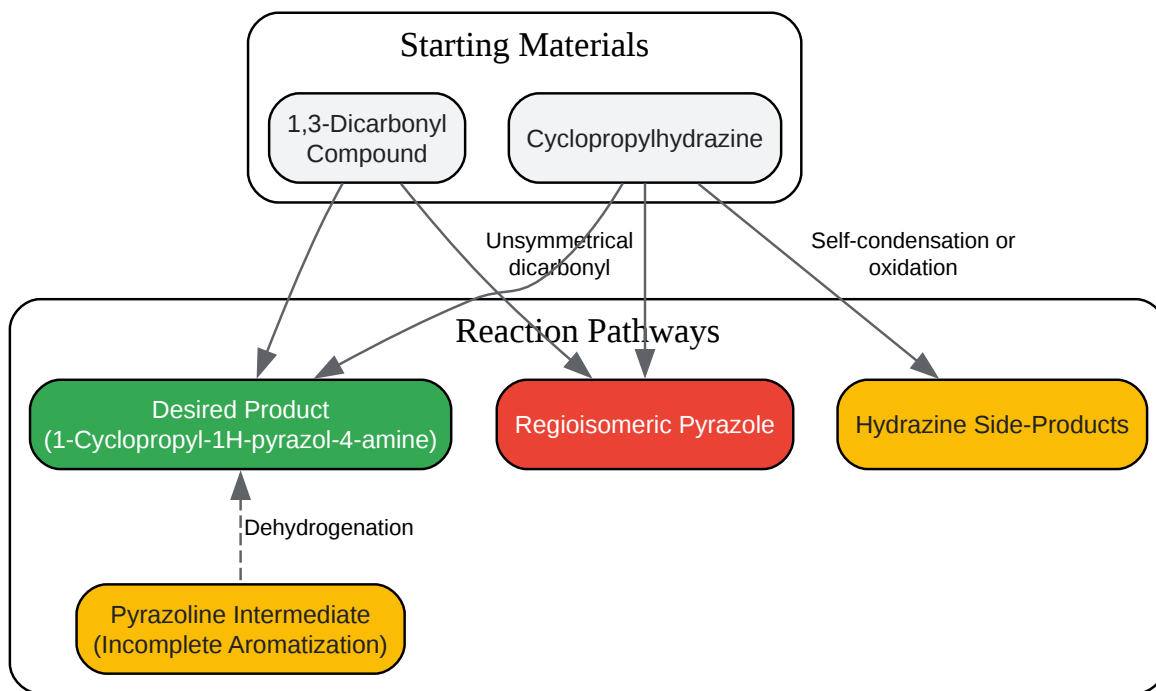 Starting Materials
1,3-Dicarbonyl
Compound
Cyclopropylhydrazine
Unsymmetrical
dicarbonyl
Self-condensation or
oxidation
Reaction Pathways
Desired Product
(1-Cyclopropyl-1H-pyrazol-4-amine)
Regioisomeric Pyrazole
Hydrazine Side-Products
Dehydrogenation
Pyrazoline Intermediate
(Incomplete Aromatization)